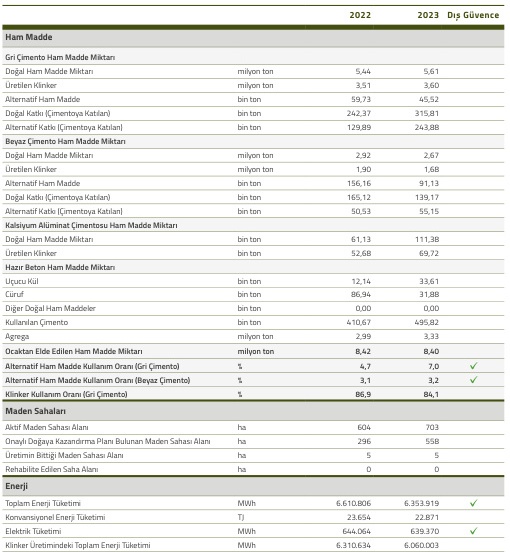 2022 2023 Dış Güvence
Ham Madde
Gri Çimento Ham Madde Miktarı
Doğal Ham Madde Miktarı milyon ton 5,44 5,61
Üretilen Klinker milyon ton 3,51 3,60
Alternatif Ham Madde bin ton 59,73 45,52
Doğal Katkı (Çimentoya Katılan) bin ton 242,37 315,81
Alternatif Katkı (Çimentoya Katılan) bin ton 129,89 243,88
Beyaz Çimento Ham Madde Miktarı
Doğal Ham Madde Miktarı milyon ton 2,92 2,67
Üretilen Klinker milyon ton 1,90 1,68
Alternatif Ham Madde bin ton 156,16 91,13
Doğal Katkı (Çimentoya Katılan) bin ton 165,12 139,17
Alternatif Katkı (Çimentoya Katılan) bin ton 50,53 55,15
Kalsiyum Alüminat Çimentosu Ham Madde Miktarı
Doğal Ham Madde Miktarı bin ton 61,13 111,38
Üretilen Klinker bin ton 52,68 69,72
Hazır Beton Ham Madde Miktarı
Uçucu Kül bin ton 12,14 33,61
Cüruf bin ton 86,94 31,88
Diğer Doğal Ham Maddeler bin ton 0,00 0,00
Kullanılan Çimento bin ton 410,67 495,82
Agrega milyon ton 2,99 3,33
Ocaktan Elde Edilen Ham Madde Miktarı milyon ton 8,42 8,40
Alternatif Ham Madde Kullanım Oranı (Gri Çimento) % 4,7 7,0 ✓
Alternatif Ham Madde Kullanım Oranı (Beyaz Çimento) % 3,1 3,2 ✓
Klinker Kullanım Oranı (Gri Çimento) % 86,9 84,1
Maden Sahaları
Aktif Maden Sahası Alanı ha 604 703
Onaylı Doğaya Kazandırma Planı Bulunan Maden Sahası Alanı ha 296 558
Üretimin Bittiği Maden Sahası Alanı ha 5 5
Rehabilite Edilen Saha Alanı ha 0 0
Enerji
Toplam Enerji Tüketimi MWh 6.610.806 6.353.919 ✓
Konvansiyonel Enerji Tüketimi TJ 23.654 22.871
Elektrik Tüketimi MWh 644.064 639.370 ✓
Klinker Üretimindeki Toplam Enerji Tüketimi MWh 6.310.634 6.060.003